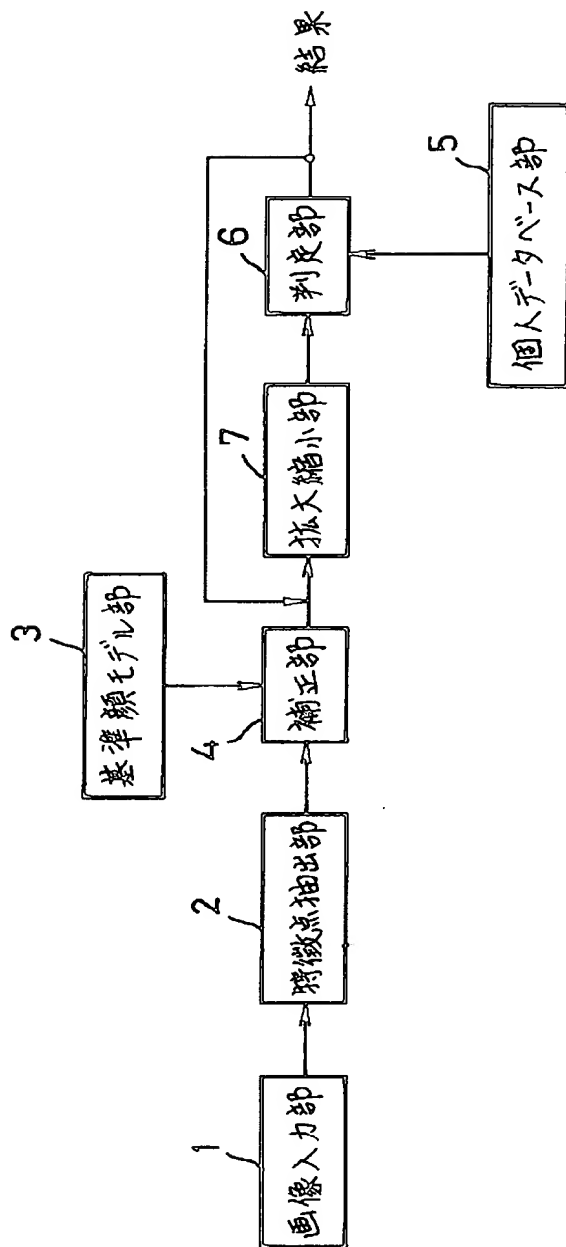 1
画像入力部
2
特徴点抽出部
3
基準顔モデル部
4
補正部
7
拡大縮小部
6
判定部
5
個人データベース部
結果